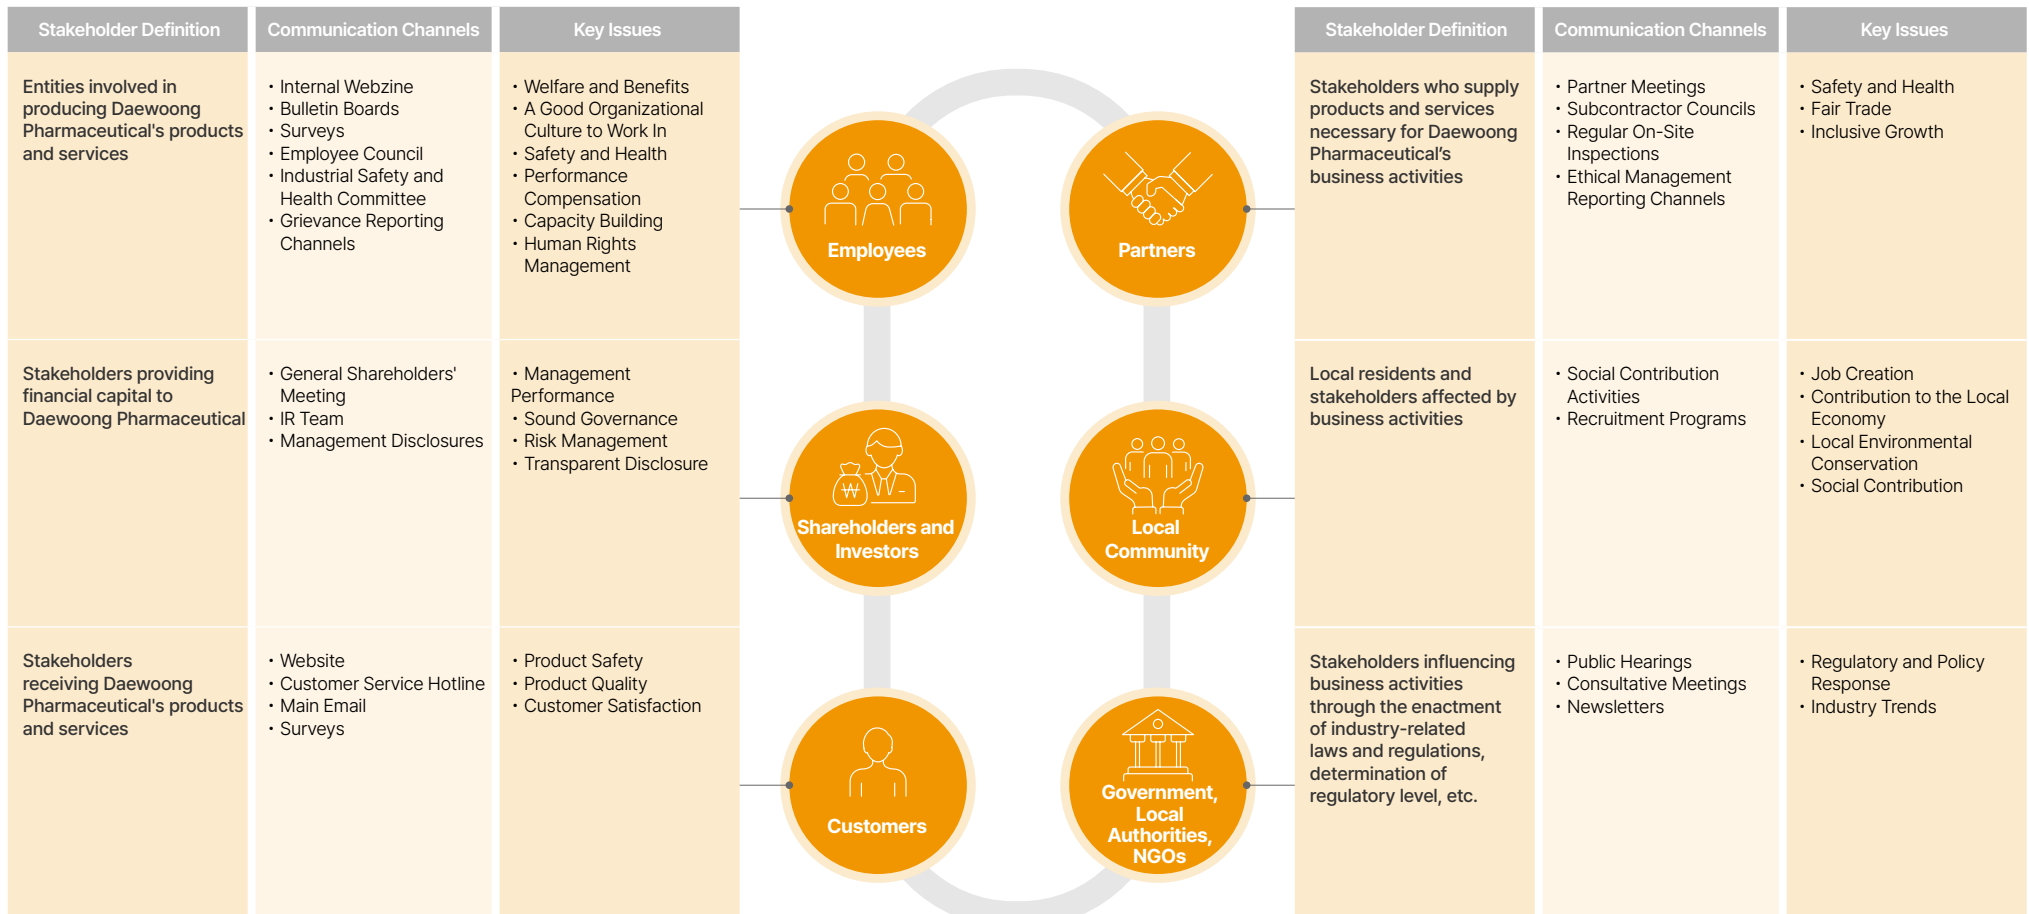 Stakeholder Definition
Communication Channels
Key Issues
Entities involved in
producing Daewoong
Pharmaceutical's products
and services
• Internal Webzine
• Bulletin Boards
• Surveys
• Employee Council
• Industrial Safety and
Health Committee
• Grievance Reporting
Channels
• Welfare and Benefits
• A Good Organizational
Culture to Work In
• Safety and Health
• Performance
Compensation
• Capacity Building
• Human Rights
Management
Employees
Stakeholders providing
financial capital to
Daewoong Pharmaceutical
• General Shareholders'
Meeting
• IR Team
• Management Disclosures
• Management
Performance
• Sound Governance
• Risk Management
• Transparent Disclosure
Shareholders and
Investors
Stakeholders
receiving Daewoong
Pharmaceutical's products
and services
• Website
• Customer Service Hotline
• Main Email
• Surveys
• Product Safety
• Product Quality
• Customer Satisfaction
Customers
Stakeholder Definition
Communication Channels
Key Issues
Partners
Stakeholders who supply
products and services
necessary for Daewoong
Pharmaceutical’s
business activities
• Partner Meetings
• Subcontractor Councils
• Regular On-Site
Inspections
• Ethical Management
Reporting Channels
• Safety and Health
• Fair Trade
• Inclusive Growth
Local
Community
Local residents and
stakeholders affected by
business activities
• Social Contribution
Activities
• Recruitment Programs
• Job Creation
• Contribution to the Local
Economy
• Local Environmental
Conservation
• Social Contribution
Government,
Local
Authorities,
NGOs
Stakeholders influencing
business activities
through the enactment
of industry-related
laws and regulations,
determination of
regulatory level, etc.
• Public Hearings
• Consultative Meetings
• Newsletters
• Regulatory and Policy
Response
• Industry Trends